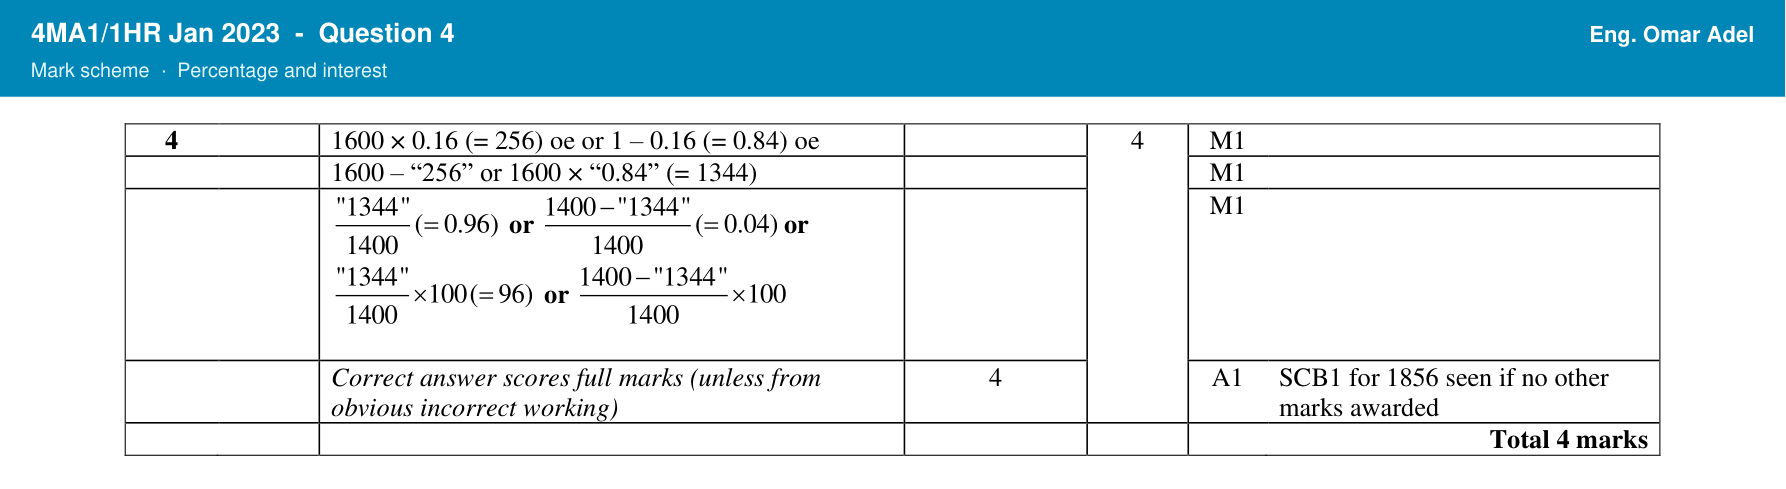 4MA1/1HR Jan 2023 - Question 4
Eng. Omar Adel
Mark scheme · Percentage and interest
4 1600 × 0.16 (= 256) oe or 1 – 0.16 (= 0.84) oe 4 M1
1600 – “256” or 1600 × “0.84” (= 1344) M1
"1344"/1400 (= 0.96) or 1400 – "1344"/1400 (= 0.04) or M1
"1344"/1400 ×100 (= 96) or 1400 – "1344"/1400 ×100
Correct answer scores full marks (unless from 4 A1 SCB1 for 1856 seen if no other
obvious incorrect working) marks awarded
Total 4 marks